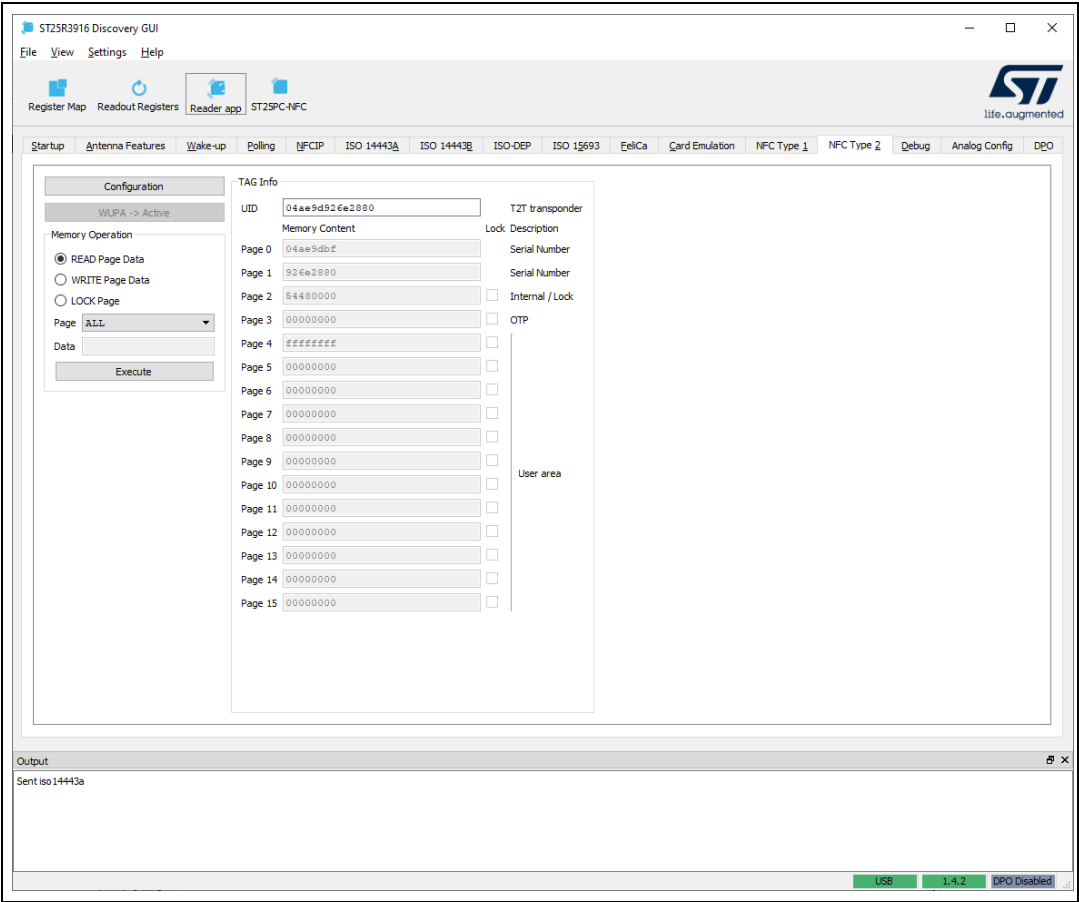 ST25R3916 Discovery GUI
File View Settings Help
Register Map Readout Registers Reader app ST25PC-NFC
ST
life.augmented
Startup Antenna Features Wake-up Polling NFCIP ISO 14443A ISO 14443B ISO-DEP ISO 15693 FeliCa Card Emulation NFC Type 1 NFC Type 2 Debug Analog Config DPO
Configuration
WUPA -> Active
Memory Operation
READ Page Data
WRITE Page Data
LOCK Page
Page ALL
Data
Execute
TAG Info
UID 04ae9d926e2880 T2T transponder
Memory Content Lock Description
Page 0 04ae9dbf Serial Number
Page 1 926e2880 Serial Number
Page 2 54480000 Internal / Lock
Page 3 00000000 OTP
Page 4 ffffffff
Page 5 00000000
Page 6 00000000
Page 7 00000000
Page 8 00000000
Page 9 00000000
User area
Page 10 00000000
Page 11 00000000
Page 12 00000000
Page 13 00000000
Page 14 00000000
Page 15 00000000
Output
Sent iso14443a
USB 1.4.2 DPO Disabled